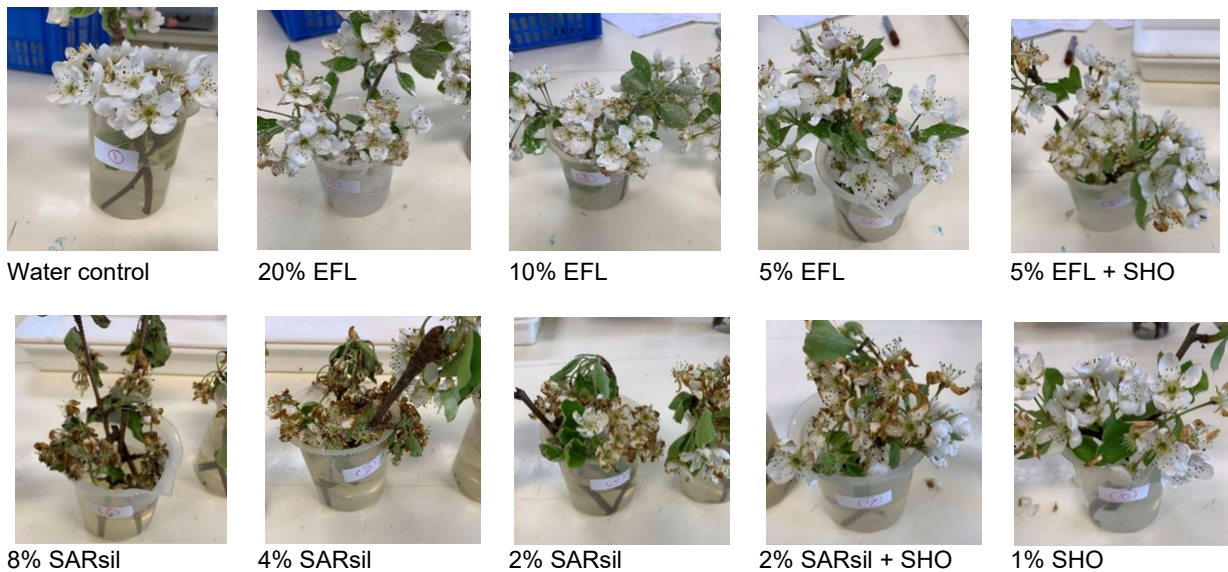 Water control
20% EFL
10% EFL
5% EFL
5% EFL + SHO
8% SARsil
4% SARsil
2% SARsil
2% SARsil + SHO
1% SHO